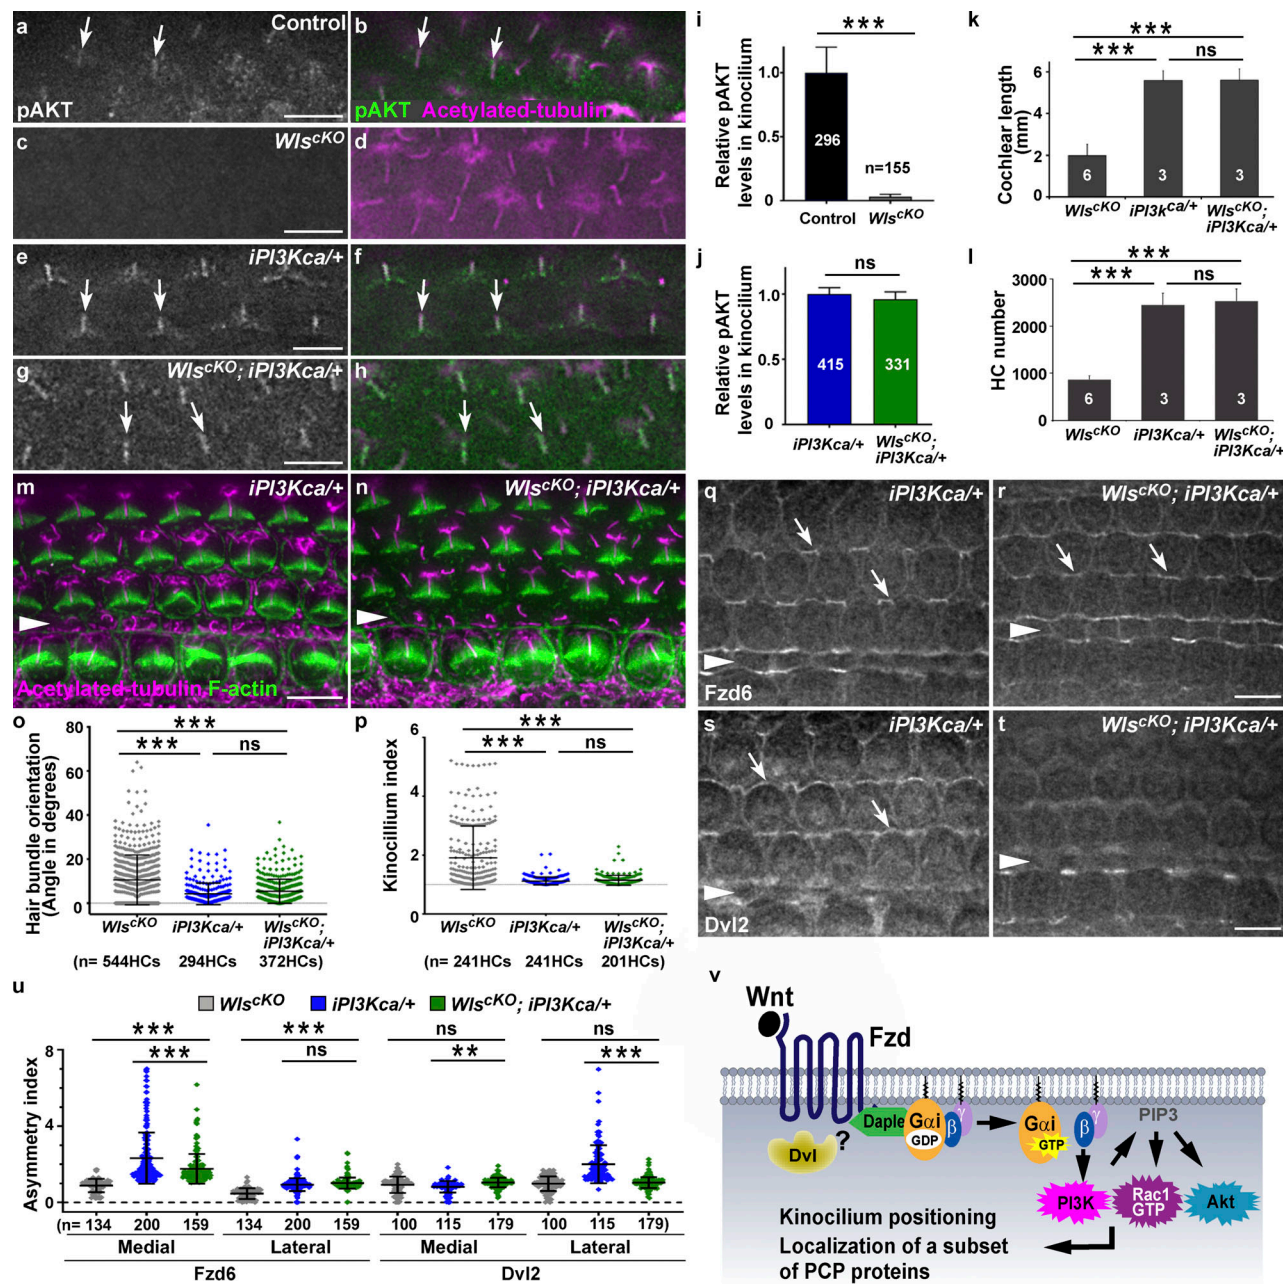 a
Control
pAKT
b
pAKT Acetylated-tubulin
c
Wls^cKO
d
e
iPI3Kca/+
f
g
Wls^cKO; iPI3Kca/+
h
i
***
Relative pAKT
levels in kinocilium
1.0
0.5
0
296
n=155
Control
Wls^cKO
j
ns
Relative pAKT
levels in kinocilium
1.0
0.5
0
415
331
iPI3Kca/+
Wls^cKO;
iPI3Kca/+
k
***
***
ns
Cochlear length
(mm)
6
4
2
0
6
3
3
Wls^cKO
iPI3k^ca/+
Wls^cKO;
iPI3Kca/+
l
***
***
ns
HC number
3000
2000
1000
0
6
3
3
Wls^cKO
iPI3Kca/+
Wls^cKO;
iPI3Kca/+
m
iPI3Kca/+
Acetylated-tubulin F-actin
n
Wls^cKO; iPI3Kca/+
o
***
***
ns
Hair bundle orientation
(Angle in degrees)
80
60
40
20
0
Wls^cKO
iPI3Kca/+
Wls^cKO;
iPI3Kca/+
(n= 544HCs 294HCs 372HCs)
p
***
***
ns
Kinocillium index
6
4
2
0
Wls^cKO
iPI3Kca/+
Wls^cKO;
iPI3Kca/+
(n= 241HCs 241HCs 201HCs)
q
iPI3Kca/+
Fzd6
r
Wls^cKO; iPI3Kca/+
s
iPI3Kca/+
Dvl2
t
Wls^cKO; iPI3Kca/+
u
Wls^cKO iPI3Kca/+ Wls^cKO; iPI3Kca/+
*** *** ns ns
*** ns ** ***
Asymmetry index
8
4
0
(n= 134 200 159 134 200 159 100 115 179 100 115 179)
Medial Lateral Medial Lateral
Fzd6 Dvl2
v
Wnt
Fzd
Dvl
?
Daple
Gαi
GDP
β
γ
Gαi
GTP
β
γ
PIP3
PI3K
Rac1
GTP
Akt
Kinocilium positioning
Localization of a subset
of PCP proteins